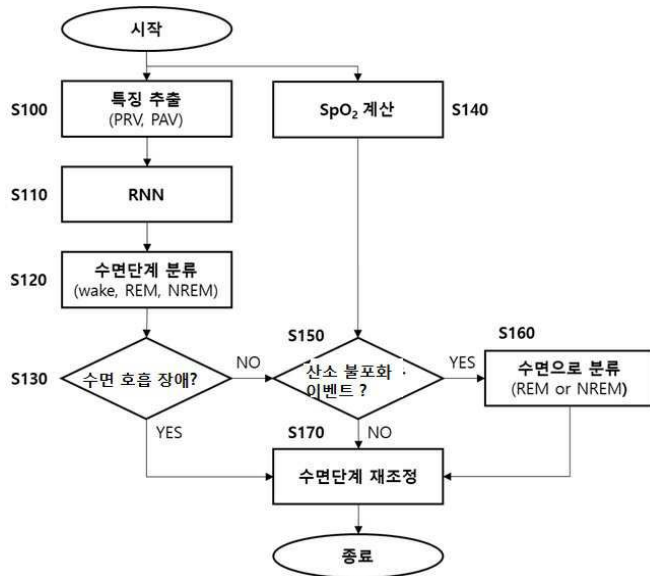 시작
S100
특징 추출
(PRV, PAV)
SpO₂ 계산
S140
S110
RNN
S120
수면단계 분류
(wake, REM, NREM)
S130
수면 호흡 장애?
NO
YES
S150
산소 불포화
이벤트 ?
YES
NO
S160
수면으로 분류
(REM or NREM)
S170
수면단계 재조정
종료